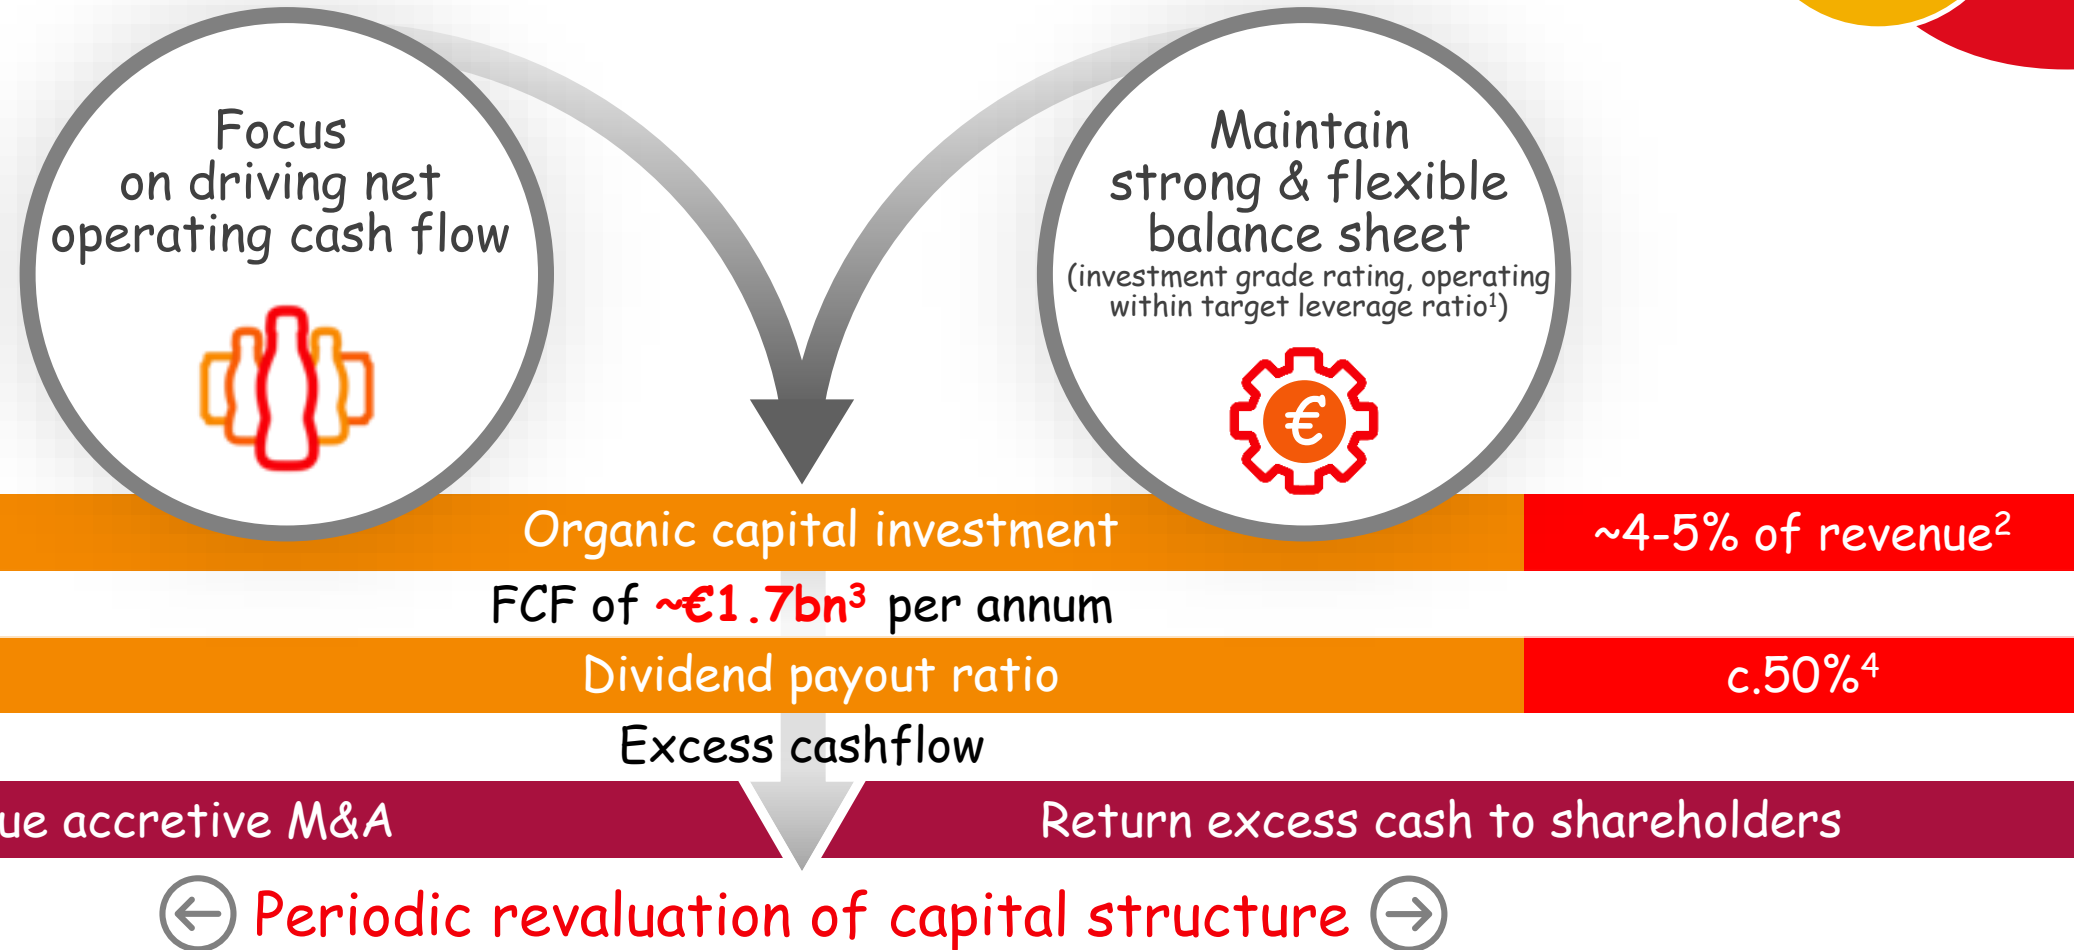 Focus
on driving net
operating cash flow
Maintain
strong & flexible
balance sheet
(investment grade rating, operating
within target leverage ratio¹)
€
Organic capital investment
~4-5% of revenue²
FCF of ~€1.7bn³ per annum
Dividend payout ratio
c.50%⁴
Excess cashflow
ue accretive M&A
Return excess cash to shareholders
Periodic revaluation of capital structure